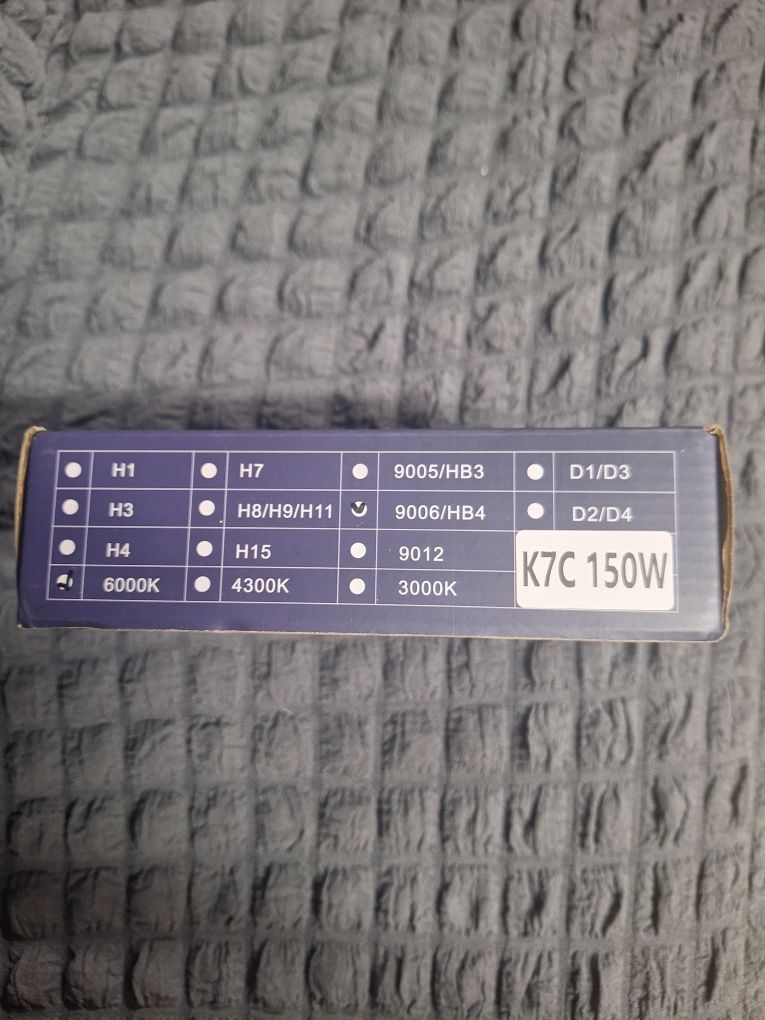 H1 H7 9005/HB3 D1/D3
H3 H8/H9/H11 9006/HB4 D2/D4
H4 H15 9012
6000K 4300K 3000K
K7C 150W